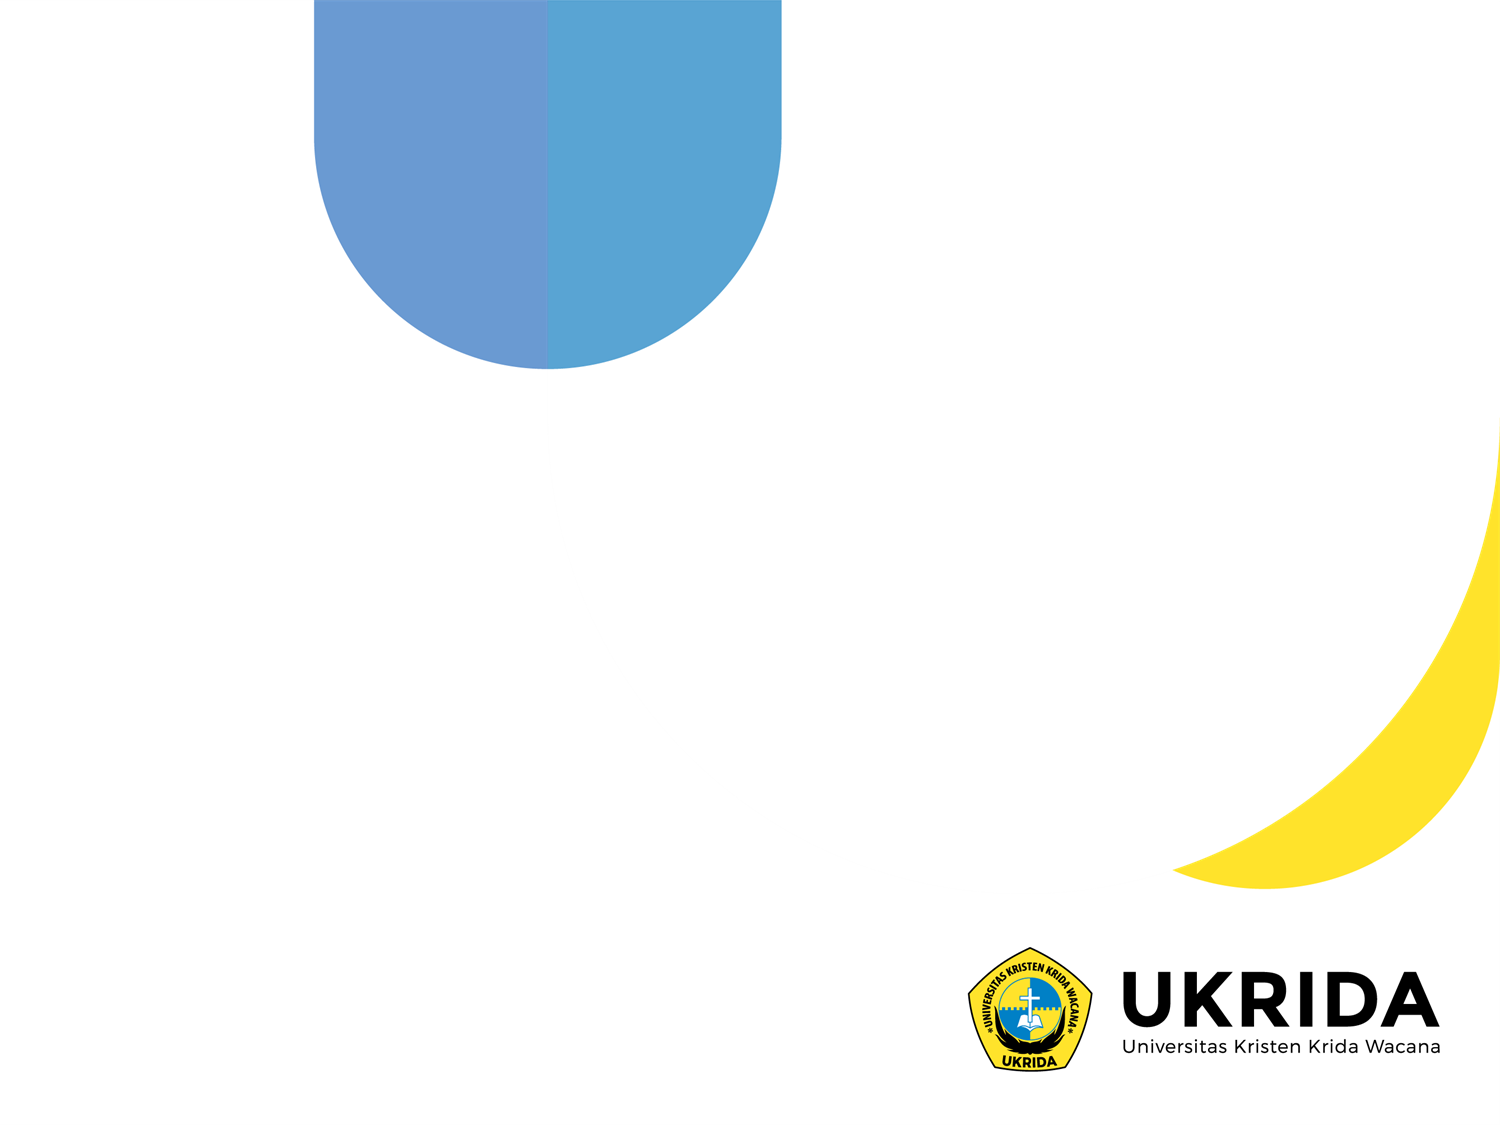 *UNIVERSITAS KRISTEN KRIDA WACANA*
UKRIDA
UKRIDA
Universitas Kristen Krida Wacana